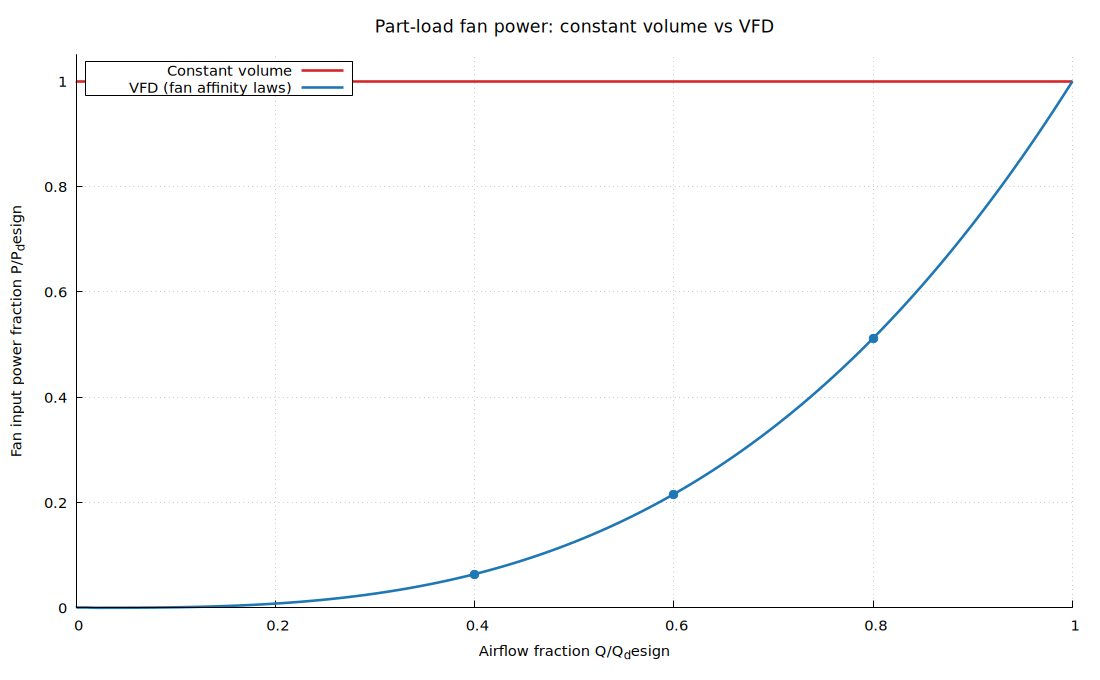 Part-load fan power: constant volume vs VFD
Constant volume
VFD (fan affinity laws)
Fan input power fraction P/P_design
1
0.8
0.6
0.4
0.2
0
0 0.2 0.4 0.6 0.8 1
Airflow fraction Q/Q_design